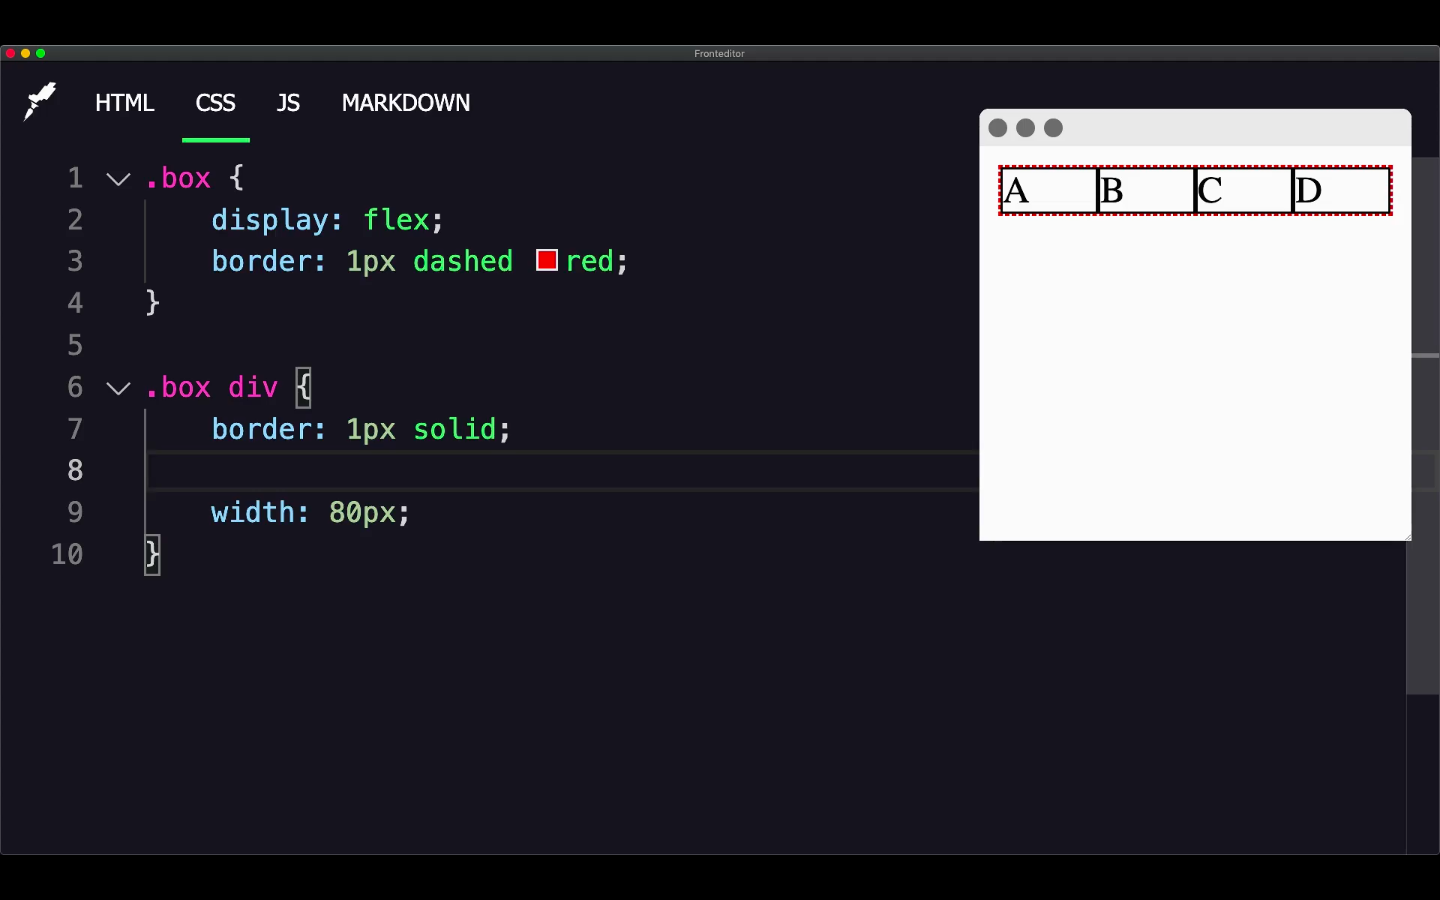 Fronteditor
HTML CSS JS MARKDOWN
1 .box {
2 display: flex;
3 border: 1px dashed red;
4 }
5
6 .box div {
7 border: 1px solid;
8
9 width: 80px;
10 }
A B C D